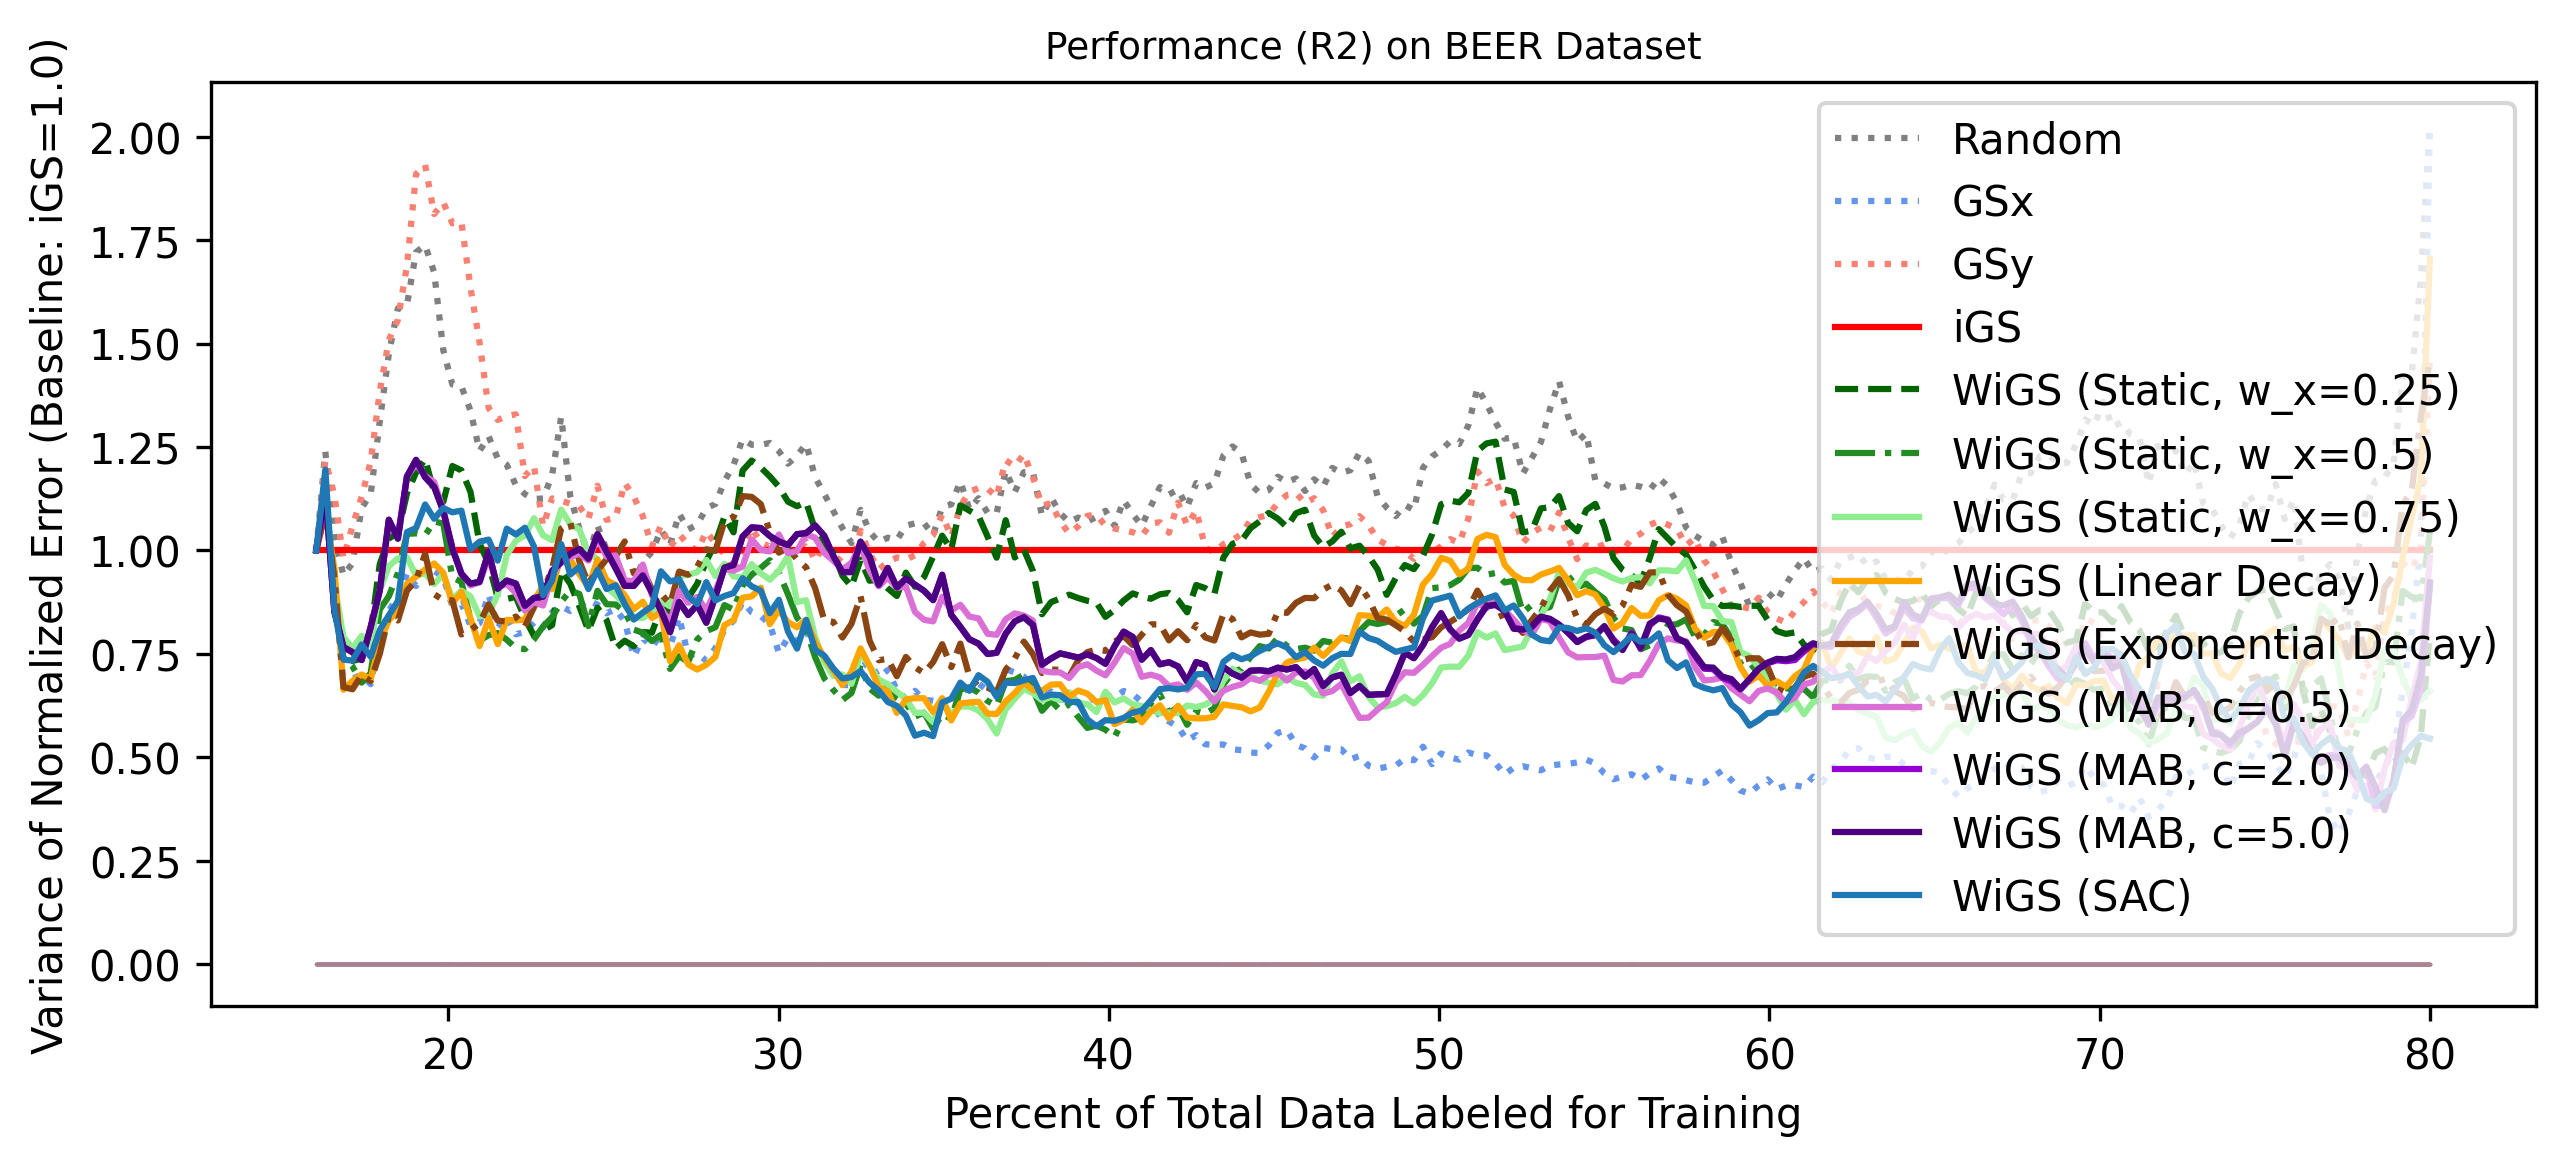 Performance (R2) on BEER Dataset
Variance of Normalized Error (Baseline: iGS=1.0)
2.00
1.75
1.50
1.25
1.00
0.75
0.50
0.25
0.00
Random
GSx
GSy
iGS
WiGS (Static, w_x=0.25)
WiGS (Static, w_x=0.5)
WiGS (Static, w_x=0.75)
WiGS (Linear Decay)
WiGS (Exponential Decay)
WiGS (MAB, c=0.5)
WiGS (MAB, c=2.0)
WiGS (MAB, c=5.0)
WiGS (SAC)
20 30 40 50 60 70 80
Percent of Total Data Labeled for Training